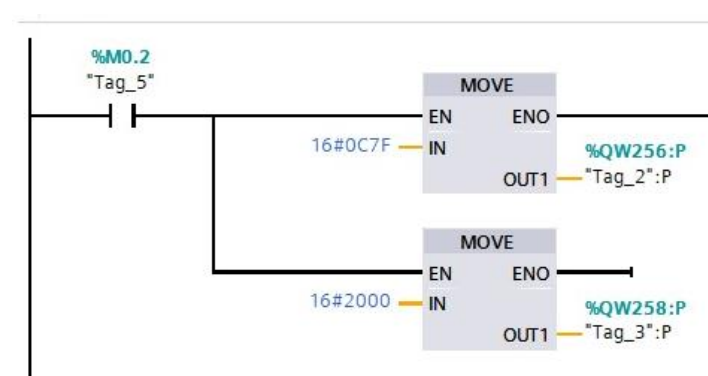 %M0.2
"Tag_5"
MOVE
EN ENO
16#0C7F IN
%QW256:P
OUT1 "Tag_2":P
MOVE
EN ENO
16#2000 IN
%QW258:P
OUT1 "Tag_3":P